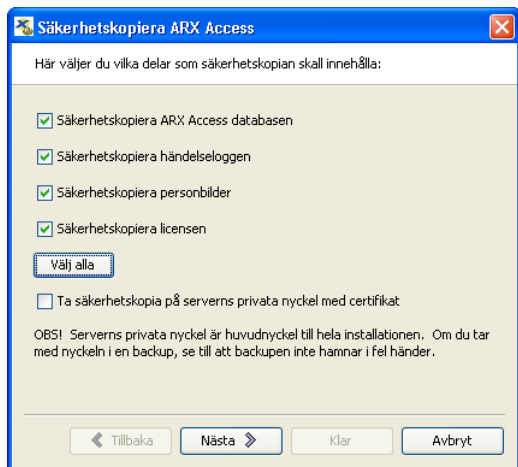 Säkerhetskopiera ARX Access
Här väljer du vilka delar som säkerhetskopian skall innehålla:
Säkerhetskopiera ARX Access databasen
Säkerhetskopiera händelseloggen
Säkerhetskopiera personbilder
Säkerhetskopiera licensen
Välj alla
Ta säkerhetskopia på serverns privata nyckel med certifikat
OBS! Serverns privata nyckel är huvudnyckel till hela installationen. Om du tar
med nyckeln i en backup, se till att backupen inte hamnar i fel händer.
Tillbaka Nästa Klar Avbryt